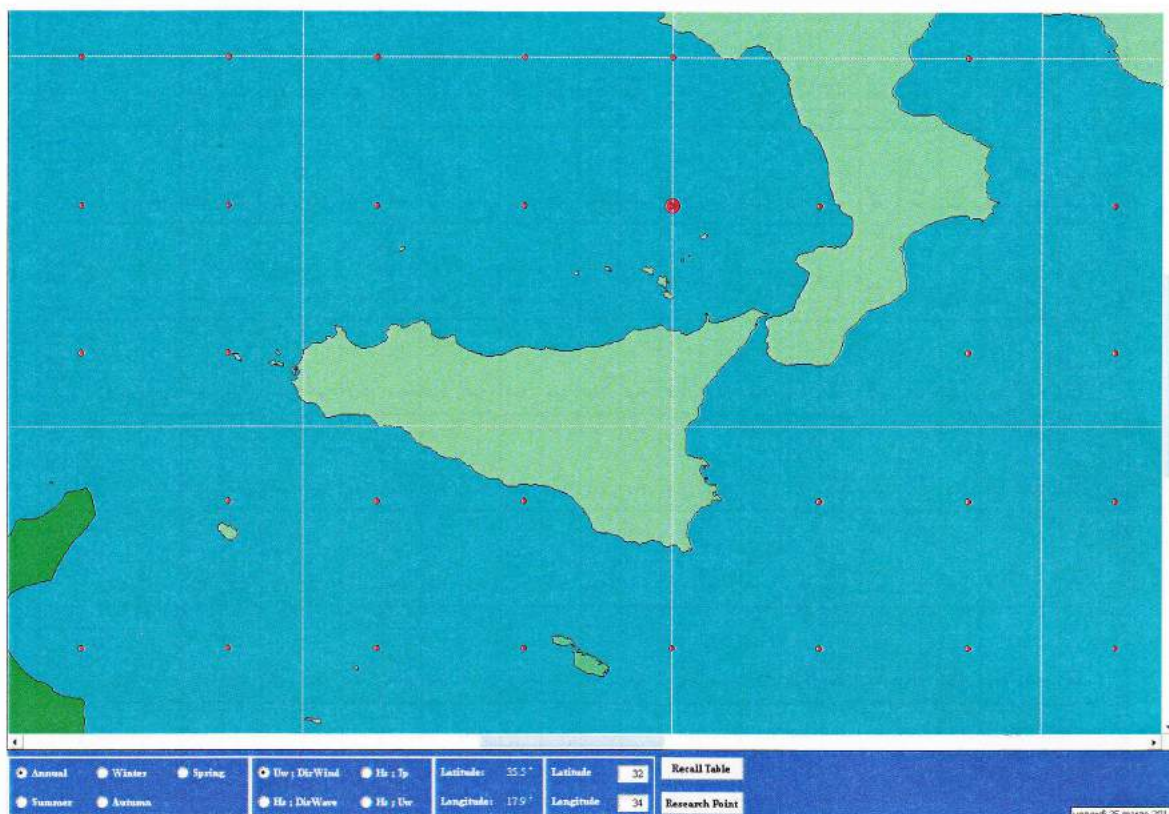 Annual Winter Spring Uw ; DirWind Hs ; Tp Latitude: 35.5° Latitude 32 Recall Table
Summer Autumn Hs ; DirWave Hs ; Uw Longitude: 17.9° Longitude 34 Research Point